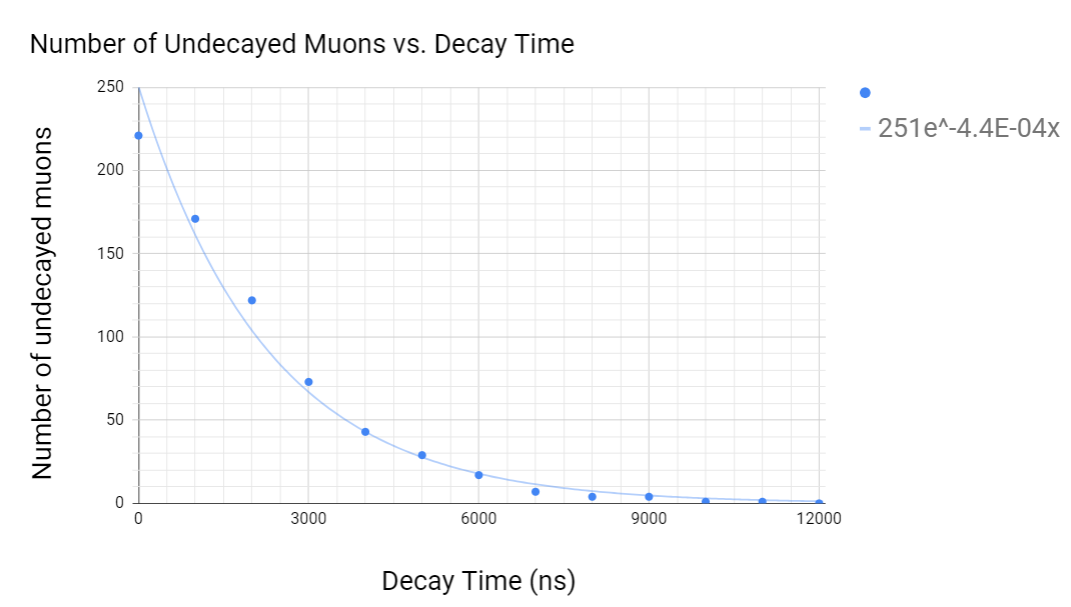 Number of Undecayed Muons vs. Decay Time
250
200
150
100
50
0
Number of undecayed muons
0 3000 6000 9000 12000
Decay Time (ns)
251e^-4.4E-04x